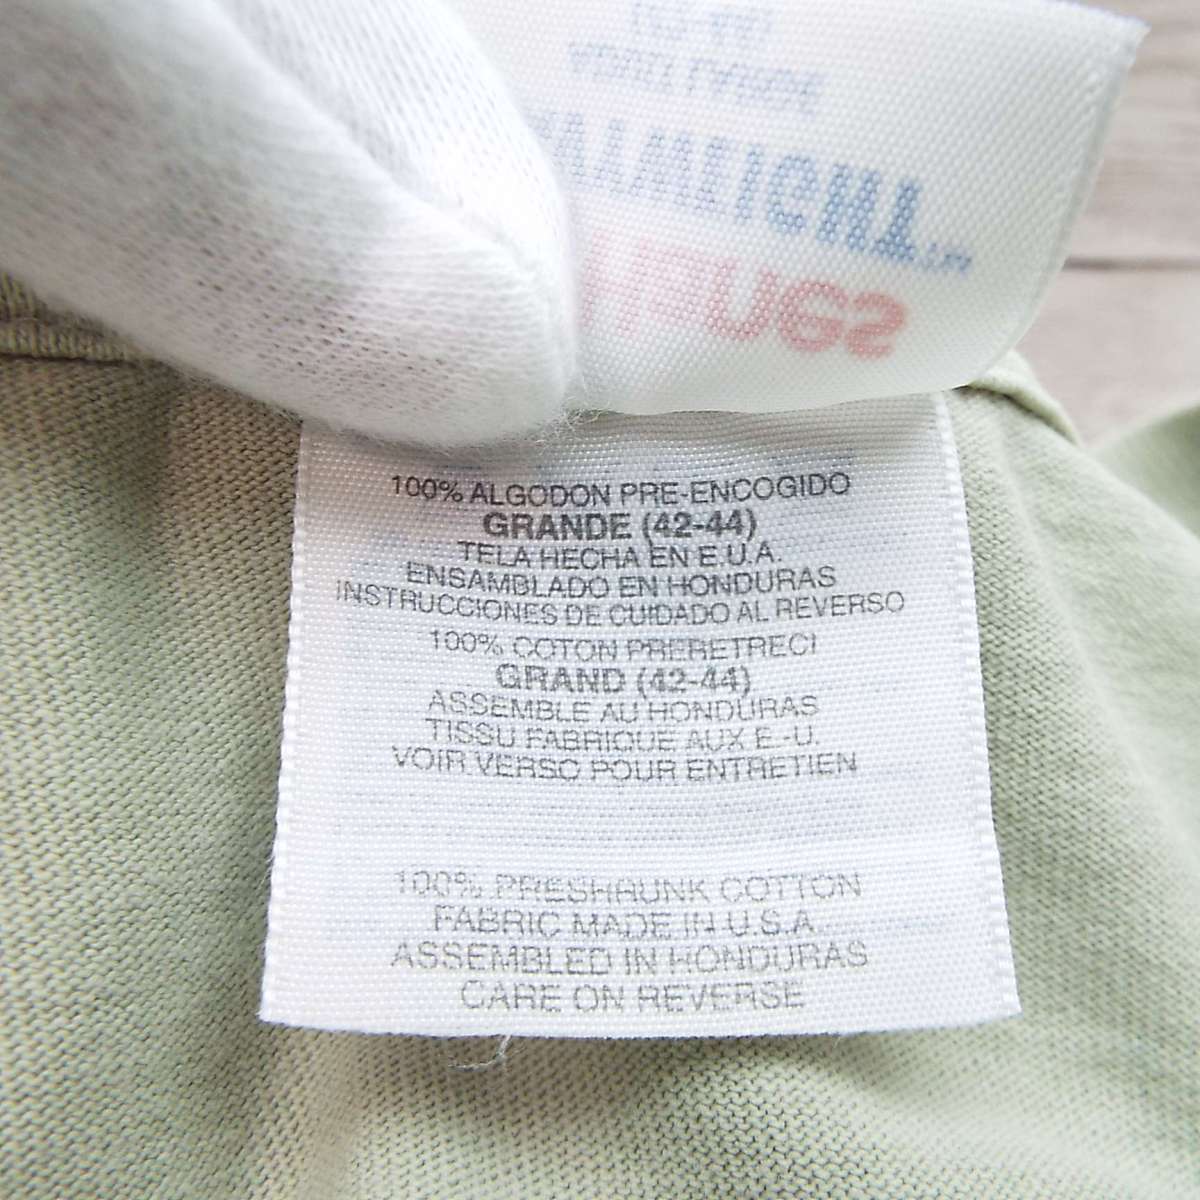 Hanes
100% ALGODON PRE-ENCOGIDO
GRANDE (42-44)
TELA HECHA EN E.U.A.
ENSAMBLADO EN HONDURAS
INSTRUCCIONES DE CUIDADO AL REVERSO
100% COTON PRERETRECI
GRAND (42-44)
ASSEMBLE AU HONDURAS
TISSU FABRIQUE AUX E.-U.
VOIR VERSO POUR ENTRETIEN
100% PRESHRUNK COTTON
FABRIC MADE IN U.S.A.
ASSEMBLED IN HONDURAS
CARE ON REVERSE